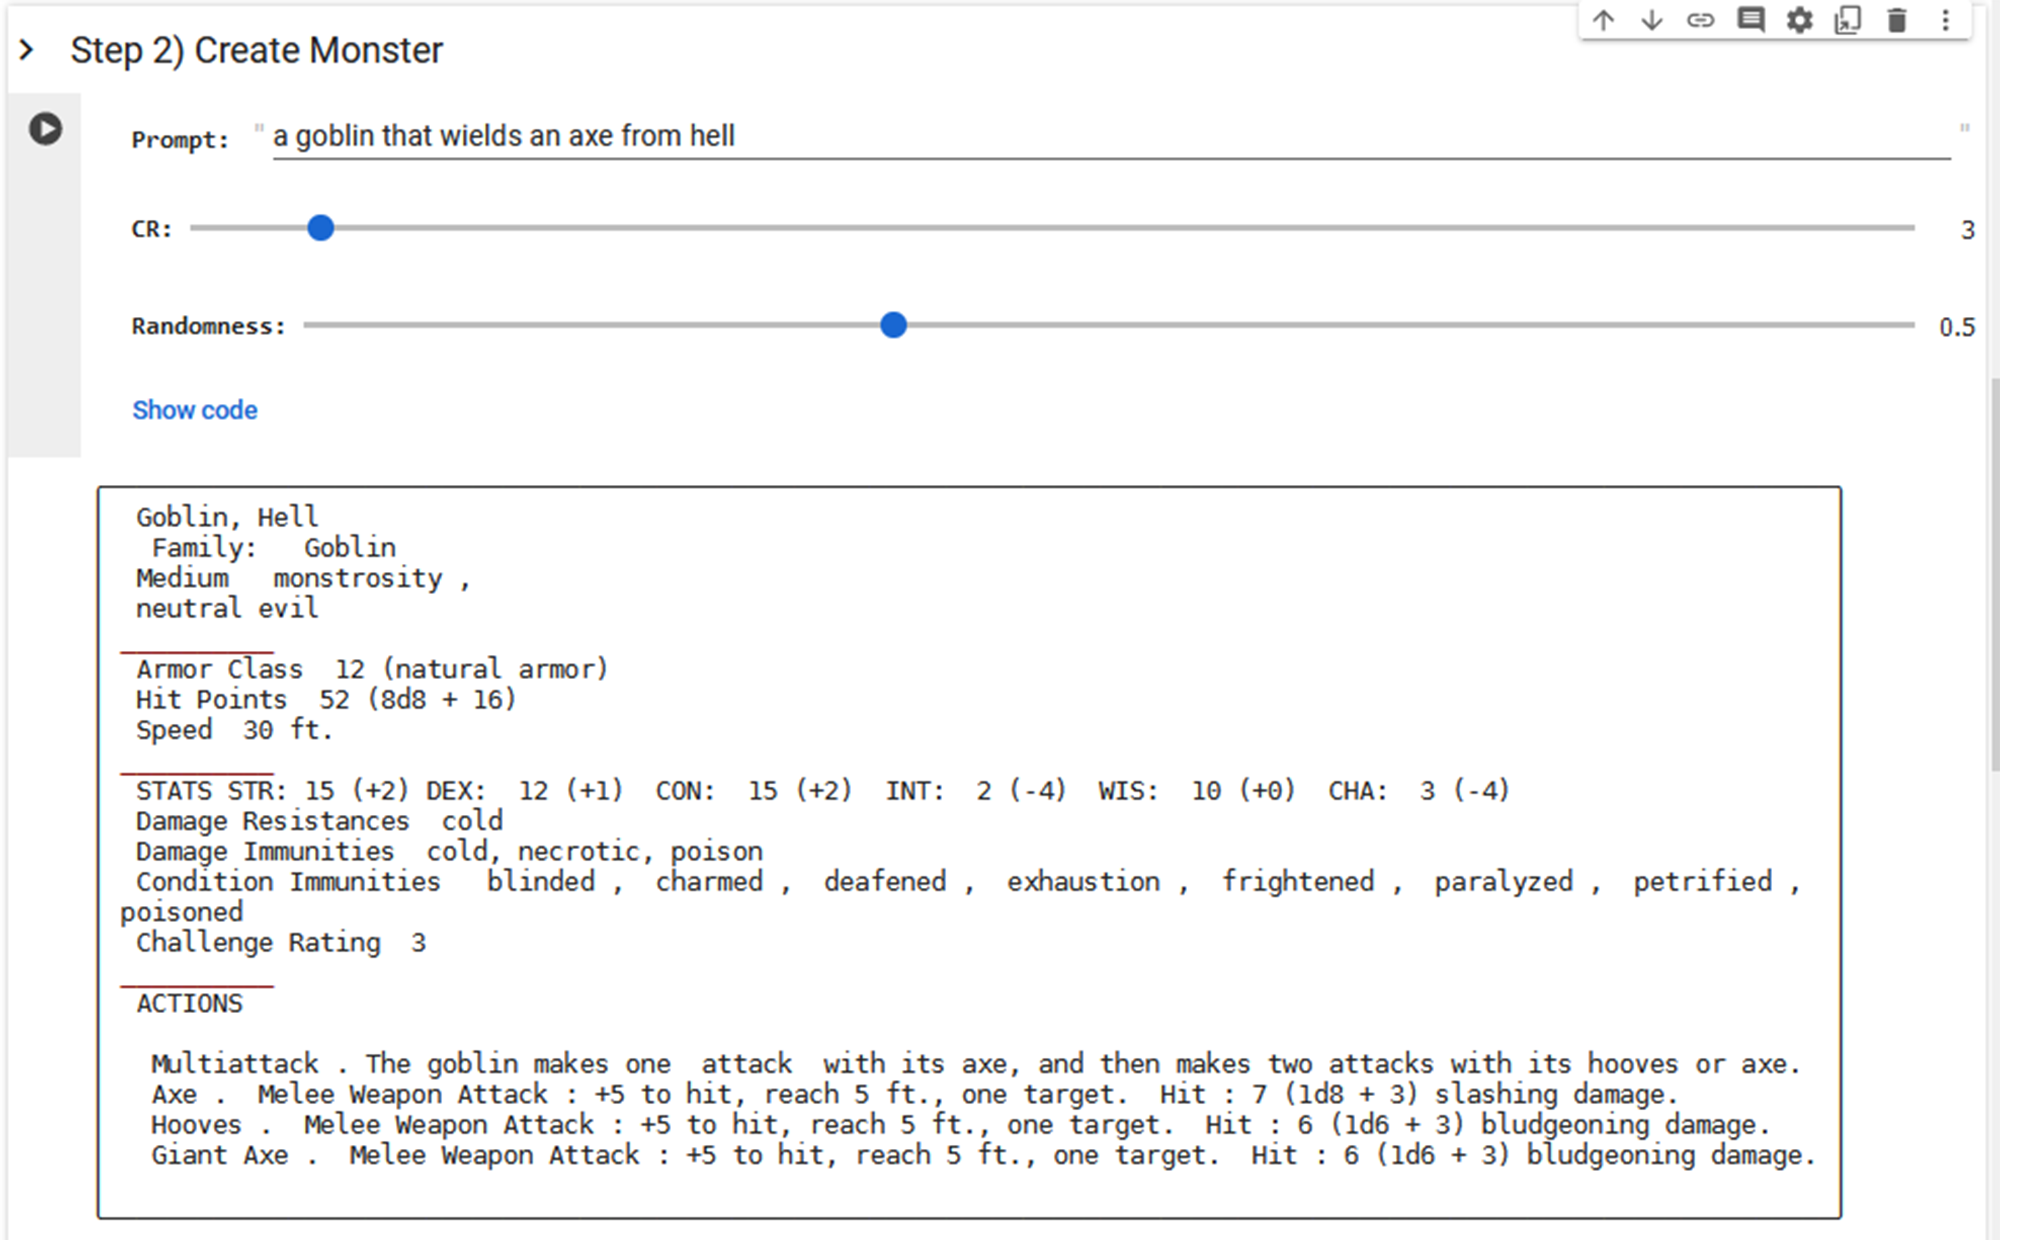 Step 2) Create Monster
Prompt: " a goblin that wields an axe from hell "
CR: 3
Randomness: 0.5
Show code
Goblin, Hell
Family: Goblin
Medium monstrosity ,
neutral evil
__________
Armor Class 12 (natural armor)
Hit Points 52 (8d8 + 16)
Speed 30 ft.
__________
STATS STR: 15 (+2) DEX: 12 (+1) CON: 15 (+2) INT: 2 (-4) WIS: 10 (+0) CHA: 3 (-4)
Damage Resistances cold
Damage Immunities cold, necrotic, poison
Condition Immunities blinded , charmed , deafened , exhaustion , frightened , paralyzed , petrified ,
poisoned
Challenge Rating 3
__________
ACTIONS
Multiattack . The goblin makes one attack with its axe, and then makes two attacks with its hooves or axe.
Axe . Melee Weapon Attack : +5 to hit, reach 5 ft., one target. Hit : 7 (1d8 + 3) slashing damage.
Hooves . Melee Weapon Attack : +5 to hit, reach 5 ft., one target. Hit : 6 (1d6 + 3) bludgeoning damage.
Giant Axe . Melee Weapon Attack : +5 to hit, reach 5 ft., one target. Hit : 6 (1d6 + 3) bludgeoning damage.